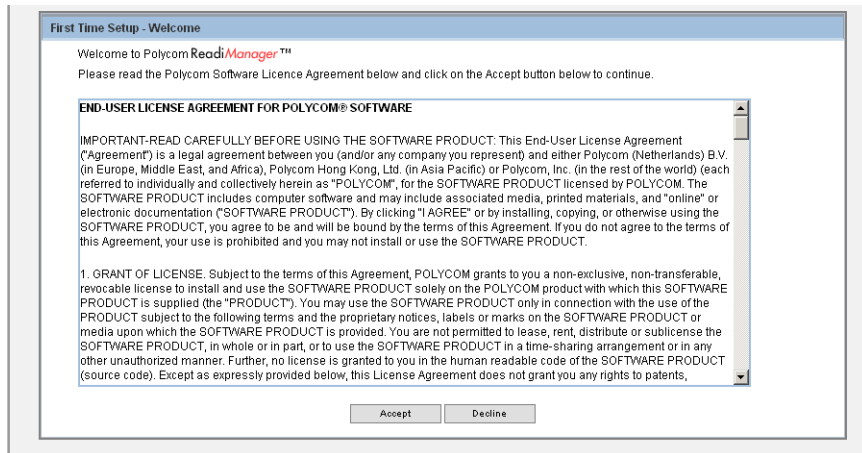 First Time Setup - Welcome
Welcome to Polycom ReadiManager™
Please read the Polycom Software Licence Agreement below and click on the Accept button below to continue.
END-USER LICENSE AGREEMENT FOR POLYCOM® SOFTWARE
IMPORTANT-READ CAREFULLY BEFORE USING THE SOFTWARE PRODUCT: This End-User License Agreement
("Agreement") is a legal agreement between you (and/or any company you represent) and either Polycom (Netherlands) B.V.
(in Europe, Middle East, and Africa), Polycom Hong Kong, Ltd. (in Asia Pacific) or Polycom, Inc. (in the rest of the world) (each
referred to individually and collectively herein as "POLYCOM", for the SOFTWARE PRODUCT licensed by POLYCOM. The
SOFTWARE PRODUCT includes computer software and may include associated media, printed materials, and "online" or
electronic documentation ("SOFTWARE PRODUCT"). By clicking "I AGREE" or by installing, copying, or otherwise using the
SOFTWARE PRODUCT, you agree to be and will be bound by the terms of this Agreement. If you do not agree to the terms of
this Agreement, your use is prohibited and you may not install or use the SOFTWARE PRODUCT.
1. GRANT OF LICENSE. Subject to the terms of this Agreement, POLYCOM grants to you a non-exclusive, non-transferable,
revocable license to install and use the SOFTWARE PRODUCT solely on the POLYCOM product with which this SOFTWARE
PRODUCT is supplied (the "PRODUCT"). You may use the SOFTWARE PRODUCT only in connection with the use of the
PRODUCT subject to the following terms and the proprietary notices, labels or marks on the SOFTWARE PRODUCT or
media upon which the SOFTWARE PRODUCT is provided. You are not permitted to lease, rent, distribute or sublicense the
SOFTWARE PRODUCT, in whole or in part, or to use the SOFTWARE PRODUCT in a time-sharing arrangement or in any
other unauthorized manner. Further, no license is granted to you in the human readable code of the SOFTWARE PRODUCT
(source code). Except as expressly provided below, this License Agreement does not grant you any rights to patents,
Accept
Decline